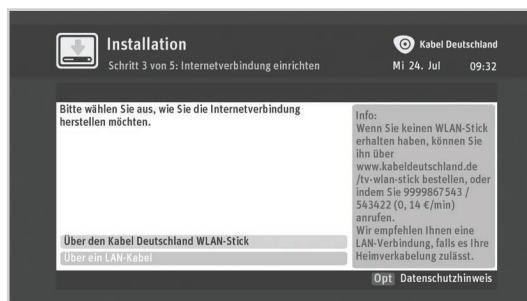 Installation
Kabel Deutschland
Schritt 3 von 5: Internetverbindung einrichten
Mi 24. Jul 09:32
Bitte wählen Sie aus, wie Sie die Internetverbindung
herstellen möchten.
Info:
Wenn Sie keinen WLAN-Stick
erhalten haben, können Sie
ihn über
www.kabeldeutschland.de
/tv-wlan-stick bestellen, oder
indem Sie 9999867543 /
543422 (0, 14 €/min)
anrufen.
Wir empfehlen Ihnen eine
LAN-Verbindung, falls es Ihre
Heimverkabelung zulässt.
Über den Kabel Deutschland WLAN-Stick
Über ein LAN-Kabel
Opt Datenschutzhinweis